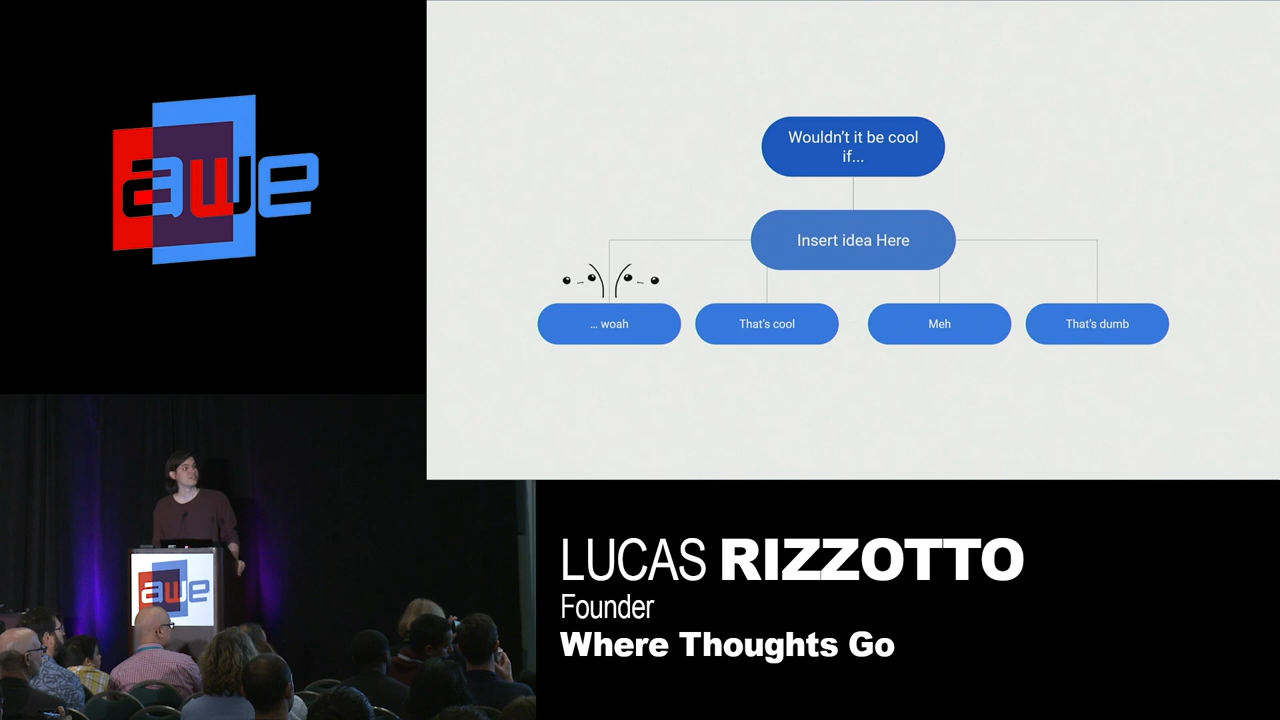 awe
Wouldn't it be cool
if...
Insert idea Here
... woah
That's cool
Meh
That's dumb
awe
LUCAS RIZZOTTO
Founder
Where Thoughts Go